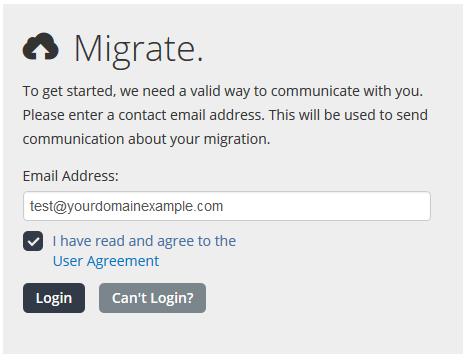 Migrate.
To get started, we need a valid way to communicate with you.
Please enter a contact email address. This will be used to send
communication about your migration.
Email Address:
test@yourdomainexample.com
I have read and agree to the
User Agreement
Login Can't Login?